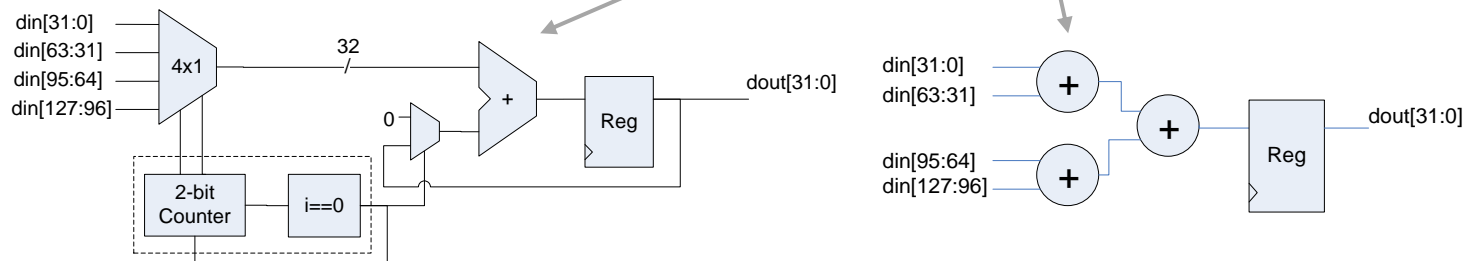 din[31:0]
din[63:31]
din[95:64]
din[127:96]
4x1
32
0
+
Reg
dout[31:0]
2-bit
Counter
i==0
din[31:0]
din[63:31]
din[95:64]
din[127:96]
+
+
+
Reg
dout[31:0]